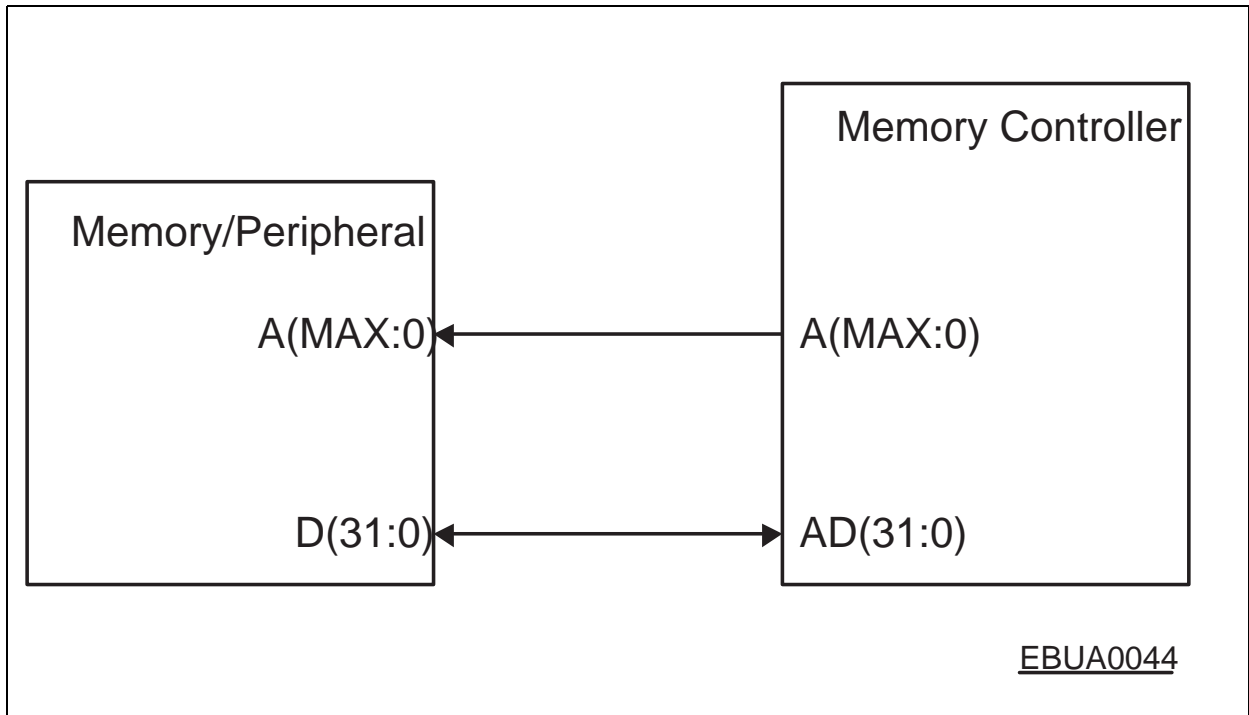 Memory Controller
Memory/Peripheral
A(MAX:0) A(MAX:0)
D(31:0) AD(31:0)
EBUA0044